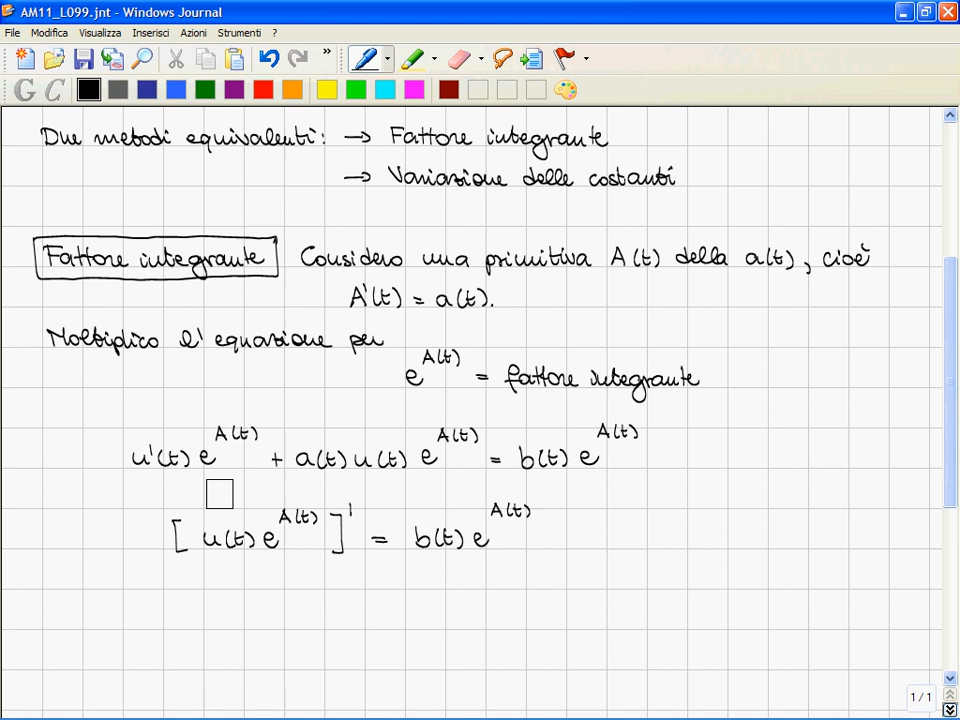 AM11_L099.jnt - Windows Journal
File Modifica Visualizza Inserisci Azioni Strumenti ?
Due metodi equivalenti: → Fattore integrante
→ Variazione delle costanti
Fattore integrante Considero una primitiva A(t) della a(t), cioè
A'(t) = a(t).
Moltiplico l'equazione per
e^A(t) = fattore integrante
u'(t) e^A(t) + a(t) u(t) e^A(t) = b(t) e^A(t)
[ u(t) e^A(t) ]' = b(t) e^A(t)
1 / 1